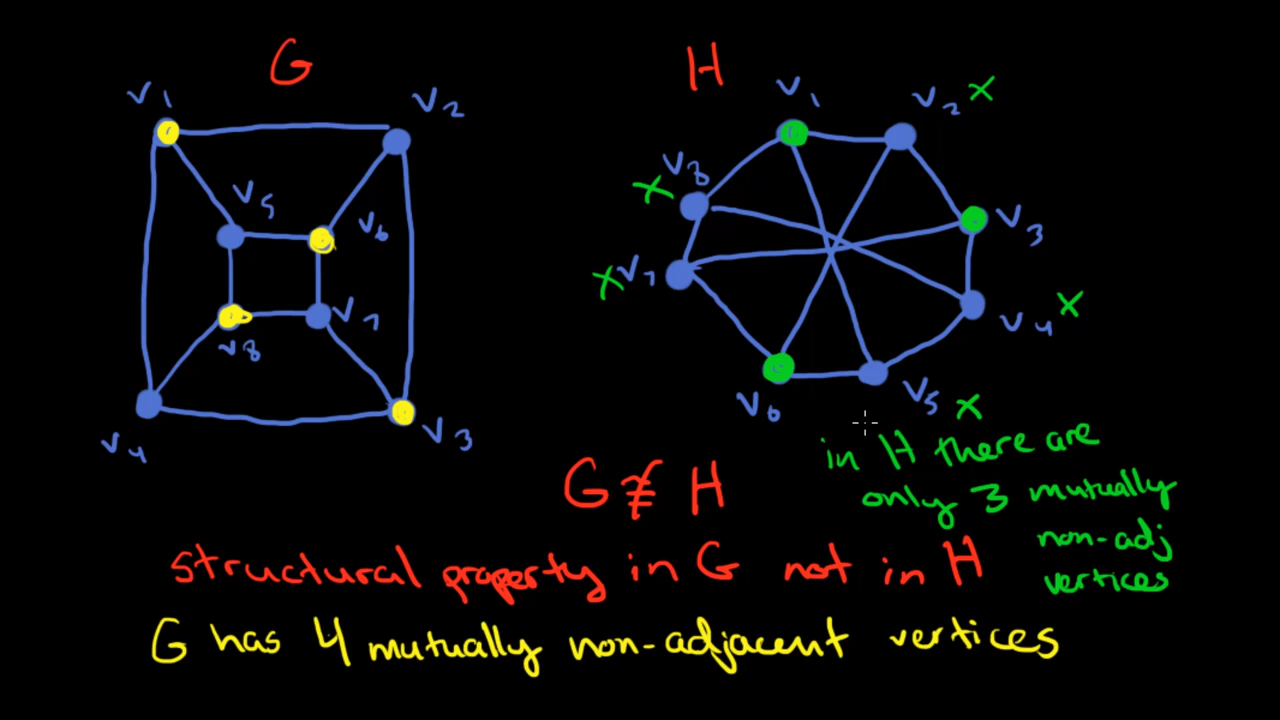 G
H
v1
v2
v5
v6
v7
v8
v4
v3
v1
v2 x
v8
x
v3
x v7
v4 x
v6
v5 x
in H there are
only 3 mutually
non-adj
vertices
G ≇ H
structural property in G not in H
G has 4 mutually non-adjacent vertices